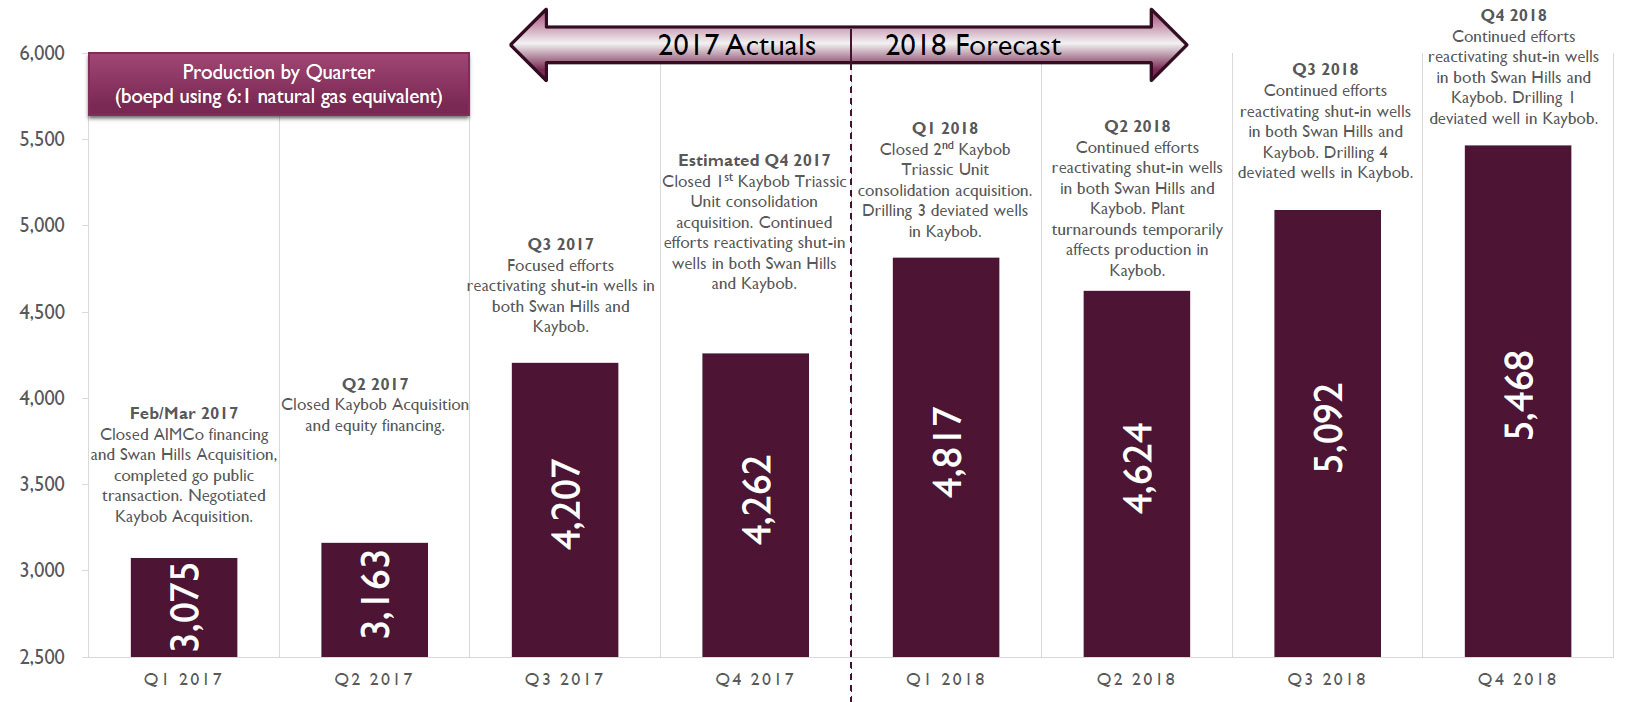 2017 Actuals
2018 Forecast
Production by Quarter
(boepd using 6:1 natural gas equivalent)
6,000
5,500
5,000
4,500
4,000
3,500
3,000
2,500
Feb/Mar 2017
Closed AIMCo financing
and Swan Hills Acquisition,
completed go public
transaction. Negotiated
Kaybob Acquisition.
3,075
Q1 2017
Q2 2017
Closed Kaybob Acquisition
and equity financing.
3,163
Q2 2017
Q3 2017
Focused efforts
reactivating shut-in wells in
both Swan Hills and
Kaybob.
4,207
Q3 2017
Estimated Q4 2017
Closed 1st Kaybob Triassic
Unit consolidation
acquisition. Continued
efforts reactivating shut-in
wells in both Swan Hills
and Kaybob.
4,262
Q4 2017
Q1 2018
Closed 2nd Kaybob
Triassic Unit
consolidation acquisition.
Drilling 3 deviated wells
in Kaybob.
4,817
Q1 2018
Q2 2018
Continued efforts
reactivating shut-in wells
in both Swan Hills and
Kaybob. Plant
turnarounds temporarily
affects production in
Kaybob.
4,624
Q2 2018
Q3 2018
Continued efforts
reactivating shut-in wells
in both Swan Hills and
Kaybob. Drilling 4
deviated wells in Kaybob.
5,092
Q3 2018
Q4 2018
Continued efforts
reactivating shut-in wells
in both Swan Hills and
Kaybob. Drilling 1
deviated well in Kaybob.
5,468
Q4 2018